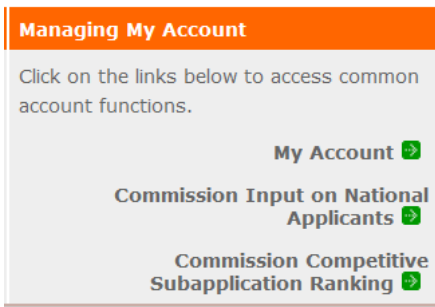 Managing My Account
Click on the links below to access common
account functions.
My Account
Commission Input on National
Applicants
Commission Competitive
Subapplication Ranking